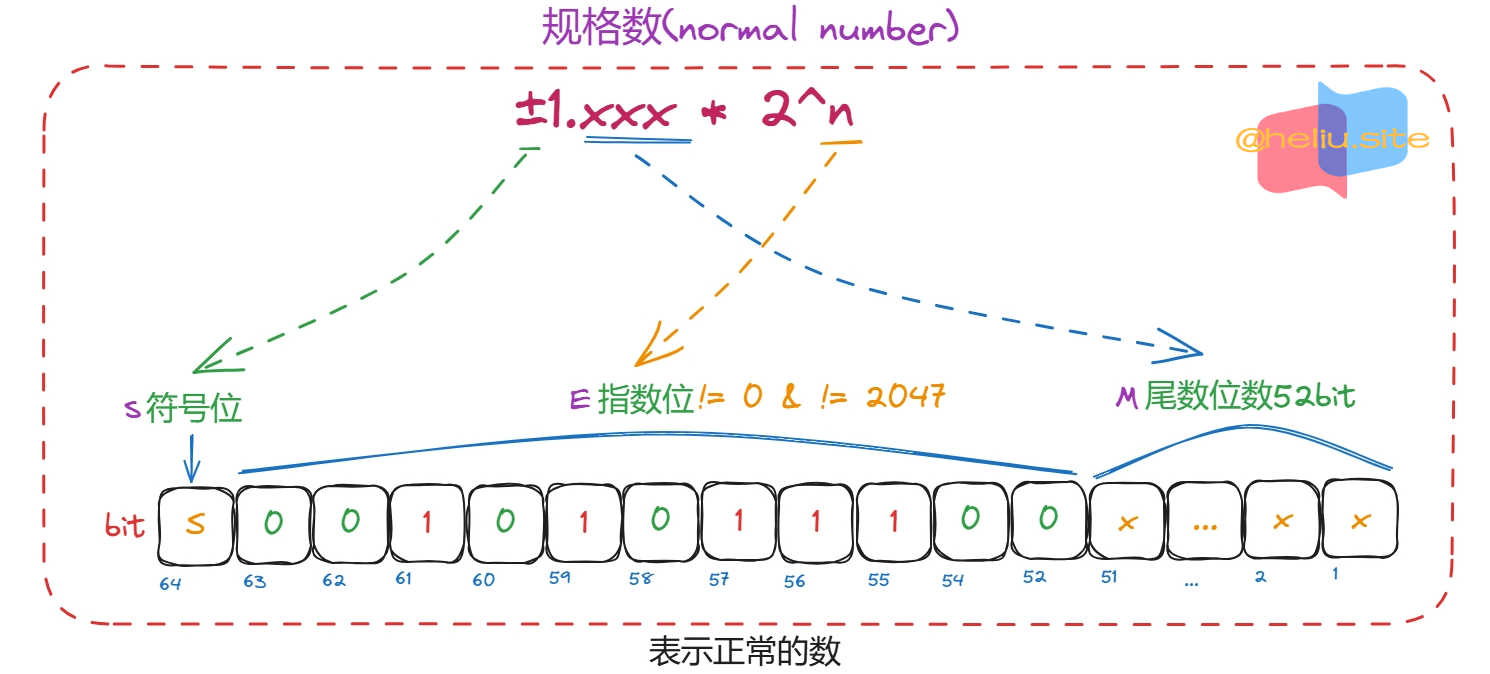 规格数(normal number)
±1.xxx * 2^n
@heliu.site
S符号位
E 指数位!= 0 & != 2047
M 尾数位数52bit
bit S 0 0 1 0 1 0 1 1 1 0 0 x ... x x
64 63 62 61 60 59 58 57 56 55 54 52 51 ... 2 1
表示正常的数